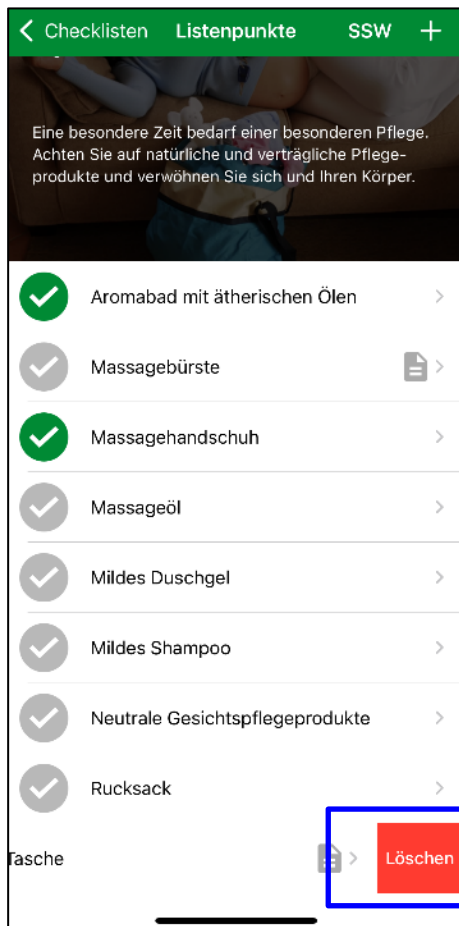 Checklisten Listenpunkte SSW +
Eine besondere Zeit bedarf einer besonderen Pflege.
Achten Sie auf natürliche und verträgliche Pflege-
produkte und verwöhnen Sie sich und Ihren Körper.
Aromabad mit ätherischen Ölen
Massagebürste
Massagehandschuh
Massageöl
Mildes Duschgel
Mildes Shampoo
Neutrale Gesichtspflegeprodukte
Rucksack
Tasche Löschen